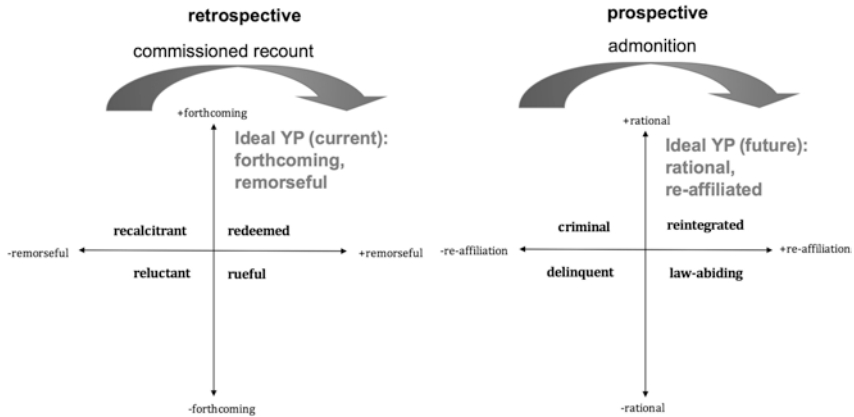 retrospective
commissioned recount
+forthcoming
Ideal YP (current):
forthcoming,
remorseful
recalcitrant redeemed
-remorseful +remorseful
reluctant rueful
-forthcoming
prospective
admonition
+rational
Ideal YP (future):
rational,
re-affiliated
criminal reintegrated
-re-affiliation +re-affiliation
delinquent law-abiding
-rational